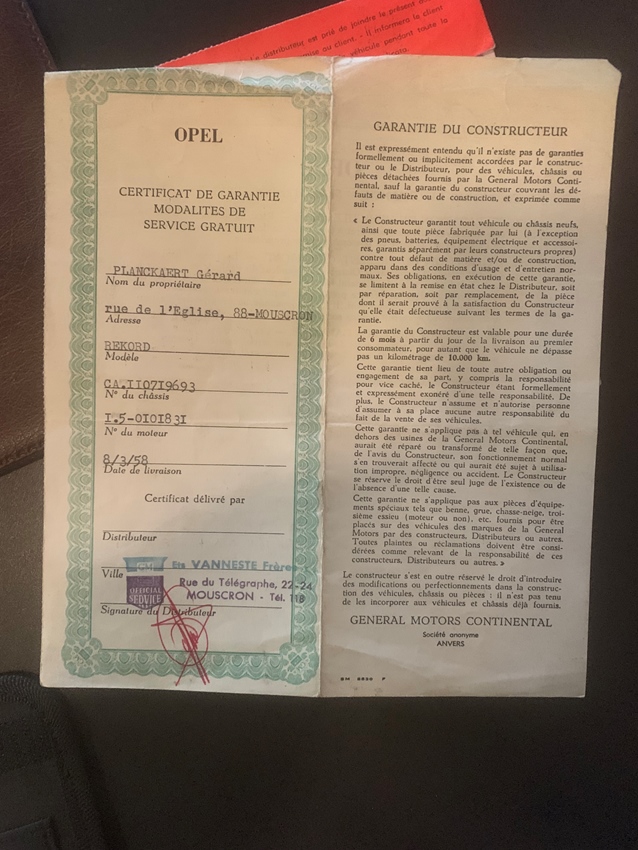 Le distributeur est prié de joindre le présent
au client. - Il informera le client
véhicule pendant toute la
OPEL
CERTIFICAT DE GARANTIE
MODALITES DE
SERVICE GRATUIT
PLANCKAERT Gérard
Nom du propriétaire
rue de l'Eglise, 88-MOUSCRON
Adresse
REKORD
Modèle
CA.110719693
N° du châssis
I.5-0101831
N° du moteur
8/3/58
Date de livraison
Certificat délivré par
Distributeur
GM
Ets VANNESTE Frères
Ville
Rue du Télégraphe, 22-24
OFFICIAL
SERVICE
MOUSCRON - Tél. 118
Signature du Distributeur
GARANTIE DU CONSTRUCTEUR
Il est expressément entendu qu'il n'existe pas de garanties
formellement ou implicitement accordées par le construc-
teur ou le Distributeur, pour des véhicules, châssis ou
pièces détachées fournis par la General Motors Conti-
nental, sauf la garantie du constructeur couvrant les dé-
fauts de matière ou de construction, et exprimée comme
suit :
« Le Constructeur garantit tout véhicule ou châssis neufs,
ainsi que toute pièce fabriquée par lui (à l'exception
des pneus, batteries, équipement électrique et accessoi-
res, garantis séparément par leurs constructeurs propres)
contre tout défaut de matière et/ou de construction,
apparu dans des conditions d'usage et d'entretien nor-
maux. Ses obligations, en exécution de cette garantie,
se limitent à la remise en état chez le Distributeur, soit
par réparation, soit par remplacement, de la pièce
dont il serait prouvé à la satisfaction du Constructeur
qu'elle était défectueuse suivant les termes de la ga-
rantie.
La garantie du Constructeur est valable pour une durée
de 6 mois à partir du jour de la livraison au premier
consommateur, pour autant que le véhicule ne dépasse
pas un kilométrage de 10.000 km.
Cette garantie tient lieu de toute autre obligation ou
engagement de sa part, y compris la responsabilité
pour vice caché, le Constructeur étant formellement
et expressément exonéré d'une telle responsabilité. De
plus, le Constructeur n'assume et n'autorise personne
d'assumer à sa place aucune autre responsabilité du
fait de la vente de ses véhicules.
Cette garantie ne s'applique pas à tel véhicule qui, en
dehors des usines de la General Motors Continental,
aurait été réparé ou transformé de telle façon que,
de l'avis du Constructeur, son fonctionnement normal
s'en trouverait affecté ou qui aurait été sujet à utilisa-
tion impropre, négligence ou accident. Le Constructeur
se réserve le droit d'être seul juge de l'existence ou de
l'absence d'une telle cause.
Cette garantie ne s'applique pas aux pièces d'équipe-
ments spéciaux tels que benne, grue, chasse-neige, troi-
sième essieu (moteur ou non), etc. fournis pour être
placés sur des véhicules des marques de la General
Motors par des constructeurs, Distributeurs ou autres.
Toutes plaintes ou réclamations doivent être consi-
dérées comme relevant de la responsabilité de ces
constructeurs, Distributeurs ou autres. »
Le constructeur s'est en outre réservé le droit d'introduire
des modifications ou perfectionnements dans la construc-
tion des véhicules, châssis ou pièces : il n'est pas tenu
de les incorporer aux véhicules et châssis déjà fournis.
GENERAL MOTORS CONTINENTAL
Société anonyme
ANVERS